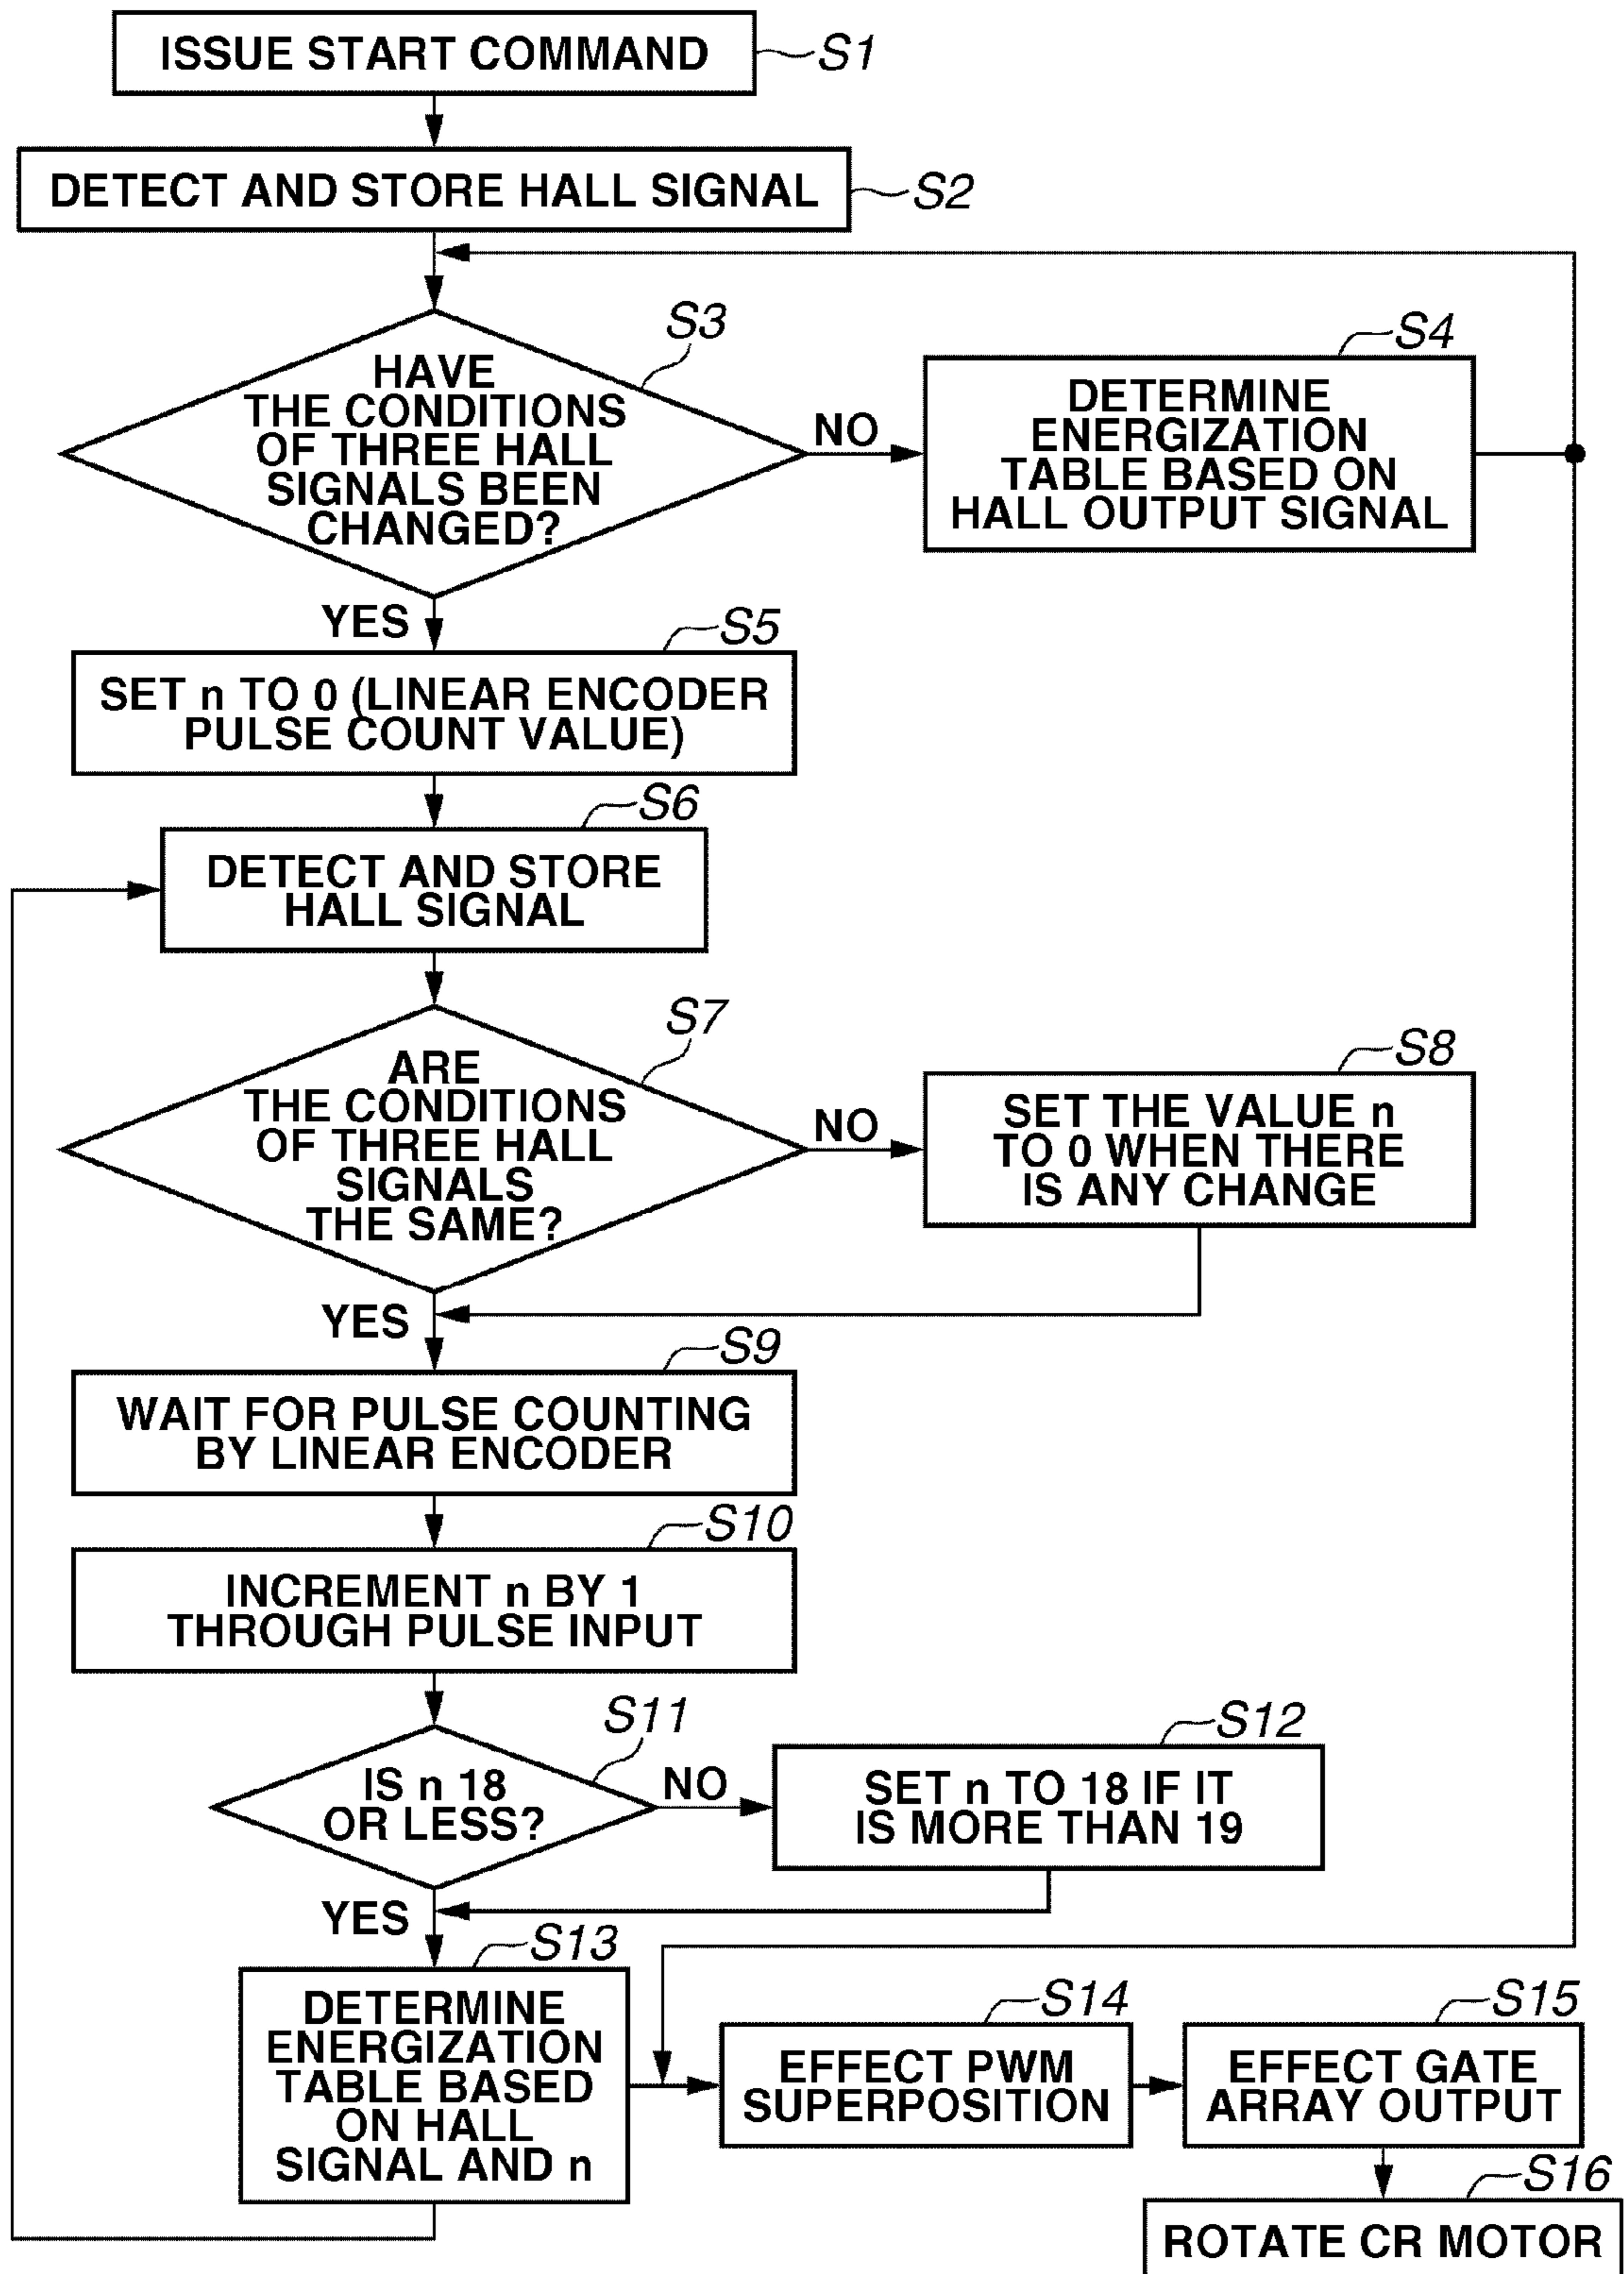 ISSUE START COMMAND
S1
DETECT AND STORE HALL SIGNAL
S2
S3
HAVE
THE CONDITIONS
OF THREE HALL
SIGNALS BEEN
CHANGED?
NO
S4
DETERMINE
ENERGIZATION
TABLE BASED ON
HALL OUTPUT SIGNAL
YES
S5
SET n TO 0 (LINEAR ENCODER
PULSE COUNT VALUE)
S6
DETECT AND STORE
HALL SIGNAL
S7
ARE
THE CONDITIONS
OF THREE HALL
SIGNALS
THE SAME?
NO
S8
SET THE VALUE n
TO 0 WHEN THERE
IS ANY CHANGE
YES
S9
WAIT FOR PULSE COUNTING
BY LINEAR ENCODER
S10
INCREMENT n BY 1
THROUGH PULSE INPUT
S11
IS n 18
OR LESS?
NO
S12
SET n TO 18 IF IT
IS MORE THAN 19
YES
S13
DETERMINE
ENERGIZATION
TABLE BASED
ON HALL
SIGNAL AND n
S14
EFFECT PWM
SUPERPOSITION
S15
EFFECT GATE
ARRAY OUTPUT
S16
ROTATE CR MOTOR